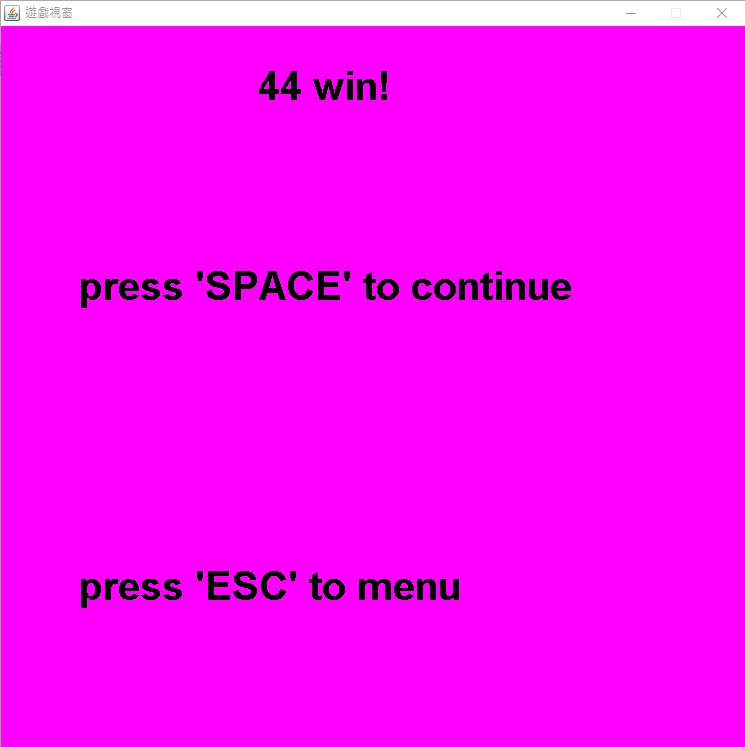 遊戲視窗
44 win!
press 'SPACE' to continue
press 'ESC' to menu